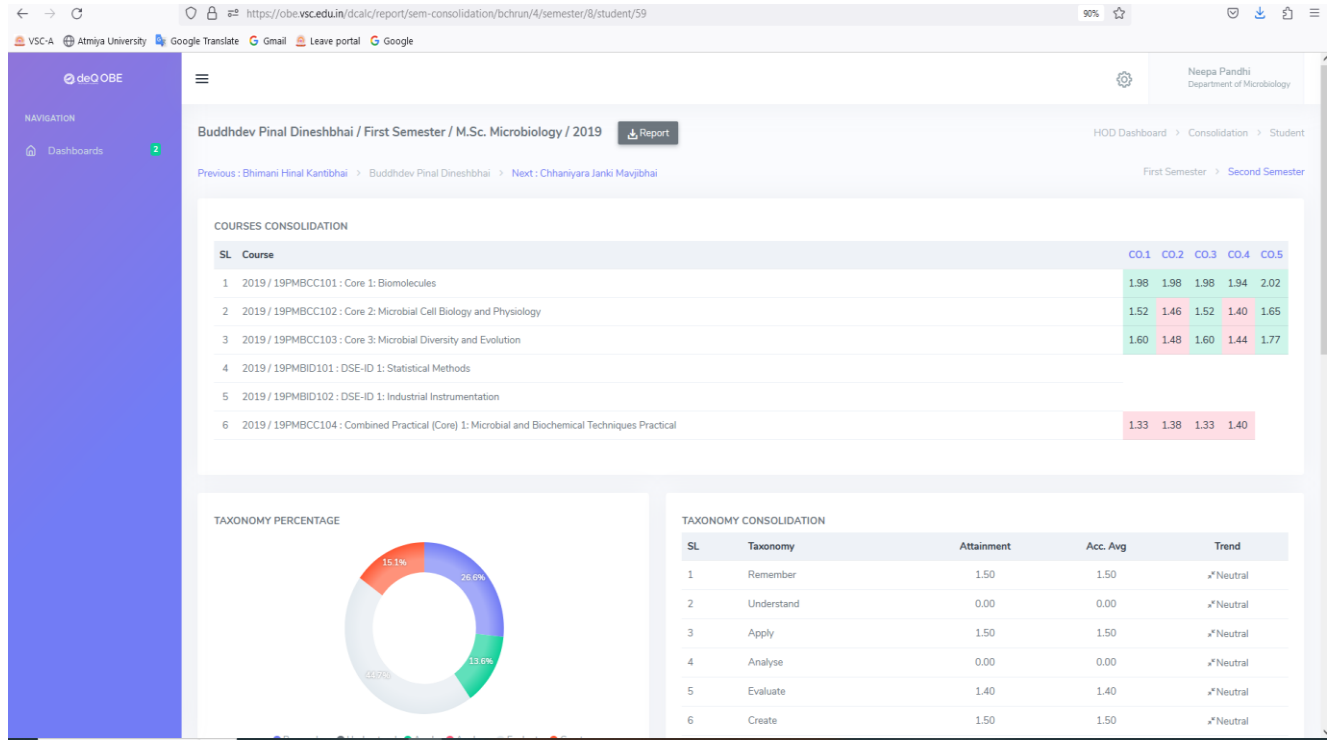 https://obe.vsc.edu.in/dcalc/report/sem-consolidation/bchrun/4/semester/8/student/59 90%
VSC-A Atmiya University Google Translate Gmail Leave portal Google
deQ OBE Neepa Pandhi
Department of Microbiology
NAVIGATION
Dashboards 2
Buddhdev Pinal Dineshbhai / First Semester / M.Sc. Microbiology / 2019 Report HOD Dashboard > Consolidation > Student
Previous : Bhimani Hinal Kantibhai > Buddhdev Pinal Dineshbhai > Next : Chhaniyara Janki Mavjibhai First Semester > Second Semester
COURSES CONSOLIDATION
SL Course CO.1 CO.2 CO.3 CO.4 CO.5
1 2019 / 19PMBCC101 : Core 1: Biomolecules 1.98 1.98 1.98 1.94 2.02
2 2019 / 19PMBCC102 : Core 2: Microbial Cell Biology and Physiology 1.52 1.46 1.52 1.40 1.65
3 2019 / 19PMBCC103 : Core 3: Microbial Diversity and Evolution 1.60 1.48 1.60 1.44 1.77
4 2019 / 19PMBID101 : DSE-ID 1: Statistical Methods
5 2019 / 19PMBID102 : DSE-ID 1: Industrial Instrumentation
6 2019 / 19PMBCC104 : Combined Practical (Core) 1: Microbial and Biochemical Techniques Practical 1.33 1.38 1.33 1.40
TAXONOMY PERCENTAGE
15.1%
26.6%
13.6%
44.7%
TAXONOMY CONSOLIDATION
SL Taxonomy Attainment Acc. Avg Trend
1 Remember 1.50 1.50 Neutral
2 Understand 0.00 0.00 Neutral
3 Apply 1.50 1.50 Neutral
4 Analyse 0.00 0.00 Neutral
5 Evaluate 1.40 1.40 Neutral
6 Create 1.50 1.50 Neutral